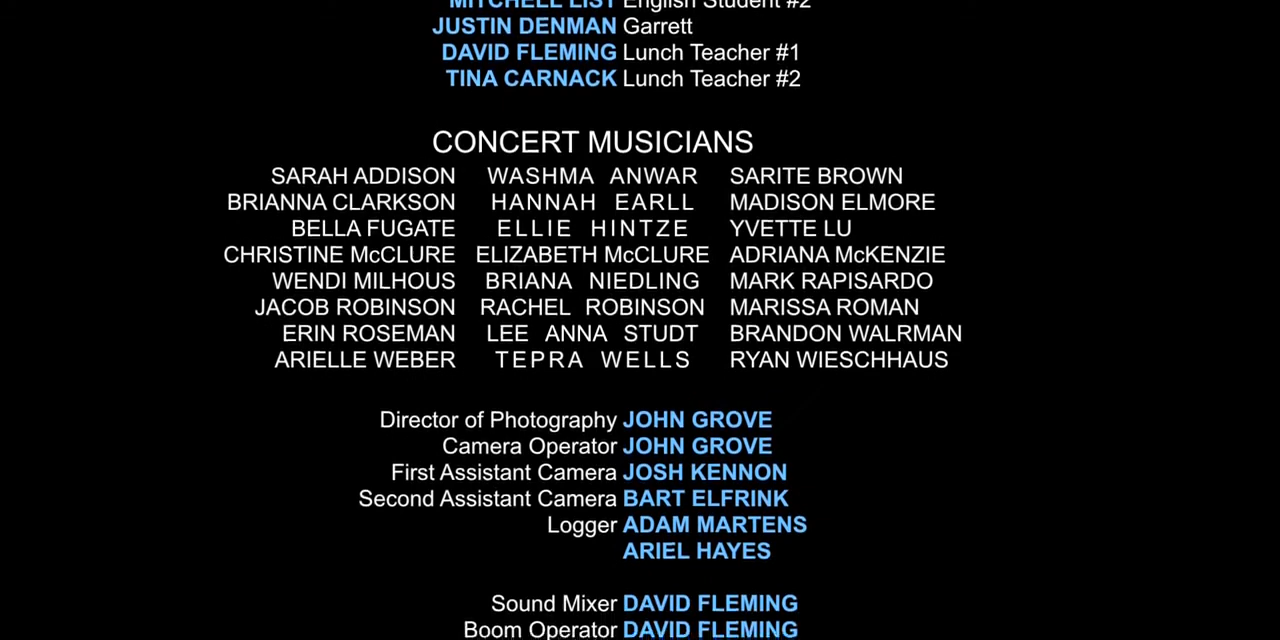 MITCHELL LIST English Student #2
JUSTIN DENMAN Garrett
DAVID FLEMING Lunch Teacher #1
TINA CARNACK Lunch Teacher #2
CONCERT MUSICIANS
SARAH ADDISON WASHMA ANWAR SARITE BROWN
BRIANNA CLARKSON HANNAH EARLL MADISON ELMORE
BELLA FUGATE ELLIE HINTZE YVETTE LU
CHRISTINE McCLURE ELIZABETH McCLURE ADRIANA McKENZIE
WENDI MILHOUS BRIANA NIEDLING MARK RAPISARDO
JACOB ROBINSON RACHEL ROBINSON MARISSA ROMAN
ERIN ROSEMAN LEE ANNA STUDT BRANDON WALRMAN
ARIELLE WEBER TEPRA WELLS RYAN WIESCHHAUS
Director of Photography JOHN GROVE
Camera Operator JOHN GROVE
First Assistant Camera JOSH KENNON
Second Assistant Camera BART ELFRINK
Logger ADAM MARTENS
ARIEL HAYES
Sound Mixer DAVID FLEMING
Boom Operator DAVID FLEMING